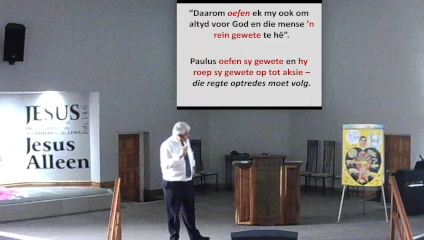 “Daarom oefen ek my ook om
altyd voor God en die mense ‘n
rein gewete te hê”.
Paulus oefen sy gewete en hy
roep sy gewete op tot aksie –
die regte optredes moet volg.
JESUS
Jesus
Alleen